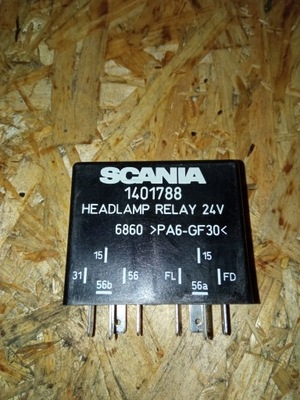 SCANIA
1401788
HEADLAMP RELAY 24V
6860 >PA6-GF30<
15 15
31 56 FL FD
56b 56a